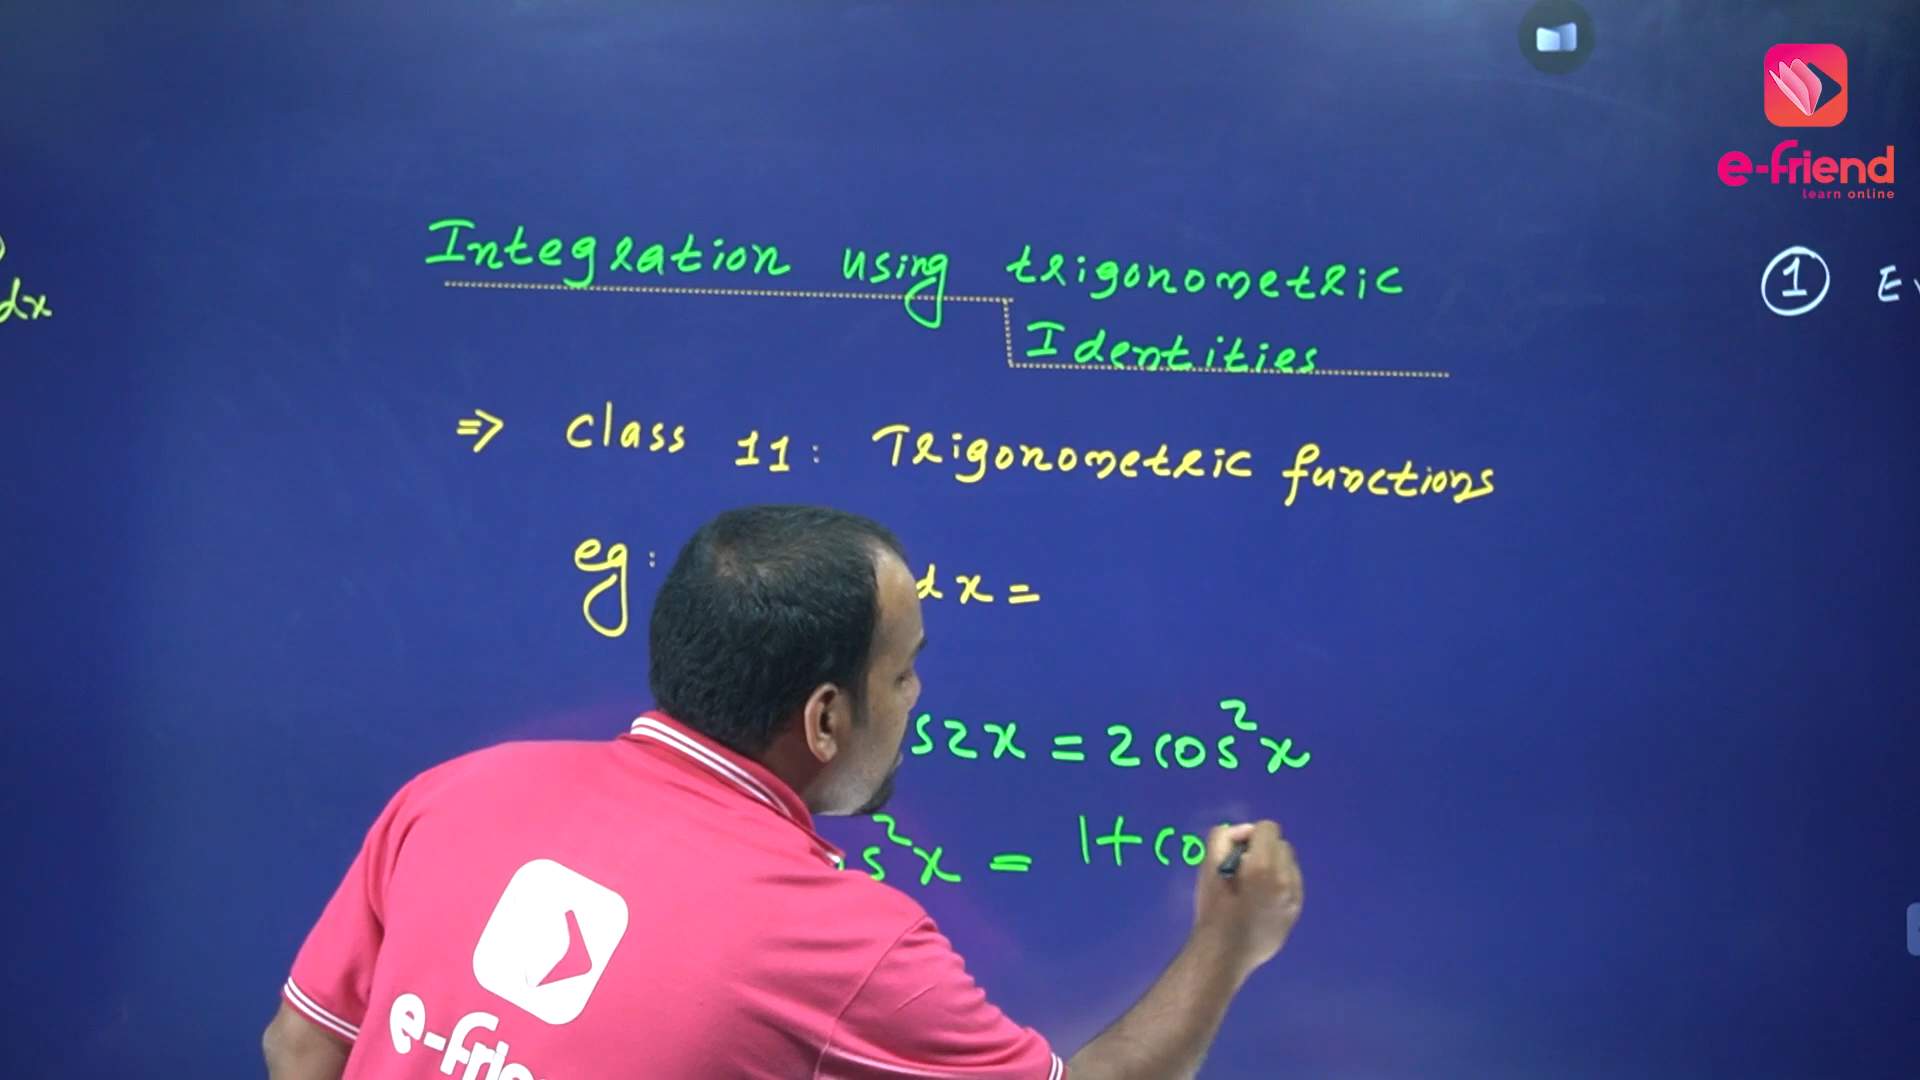 e-friend
learn online
Integration using trigonometric
Identities
dx
1 E
⇒ Class 11: Trigonometric functions
eg:
dx =
s2x = 2cos²x
s²x = 1+co
e-frie